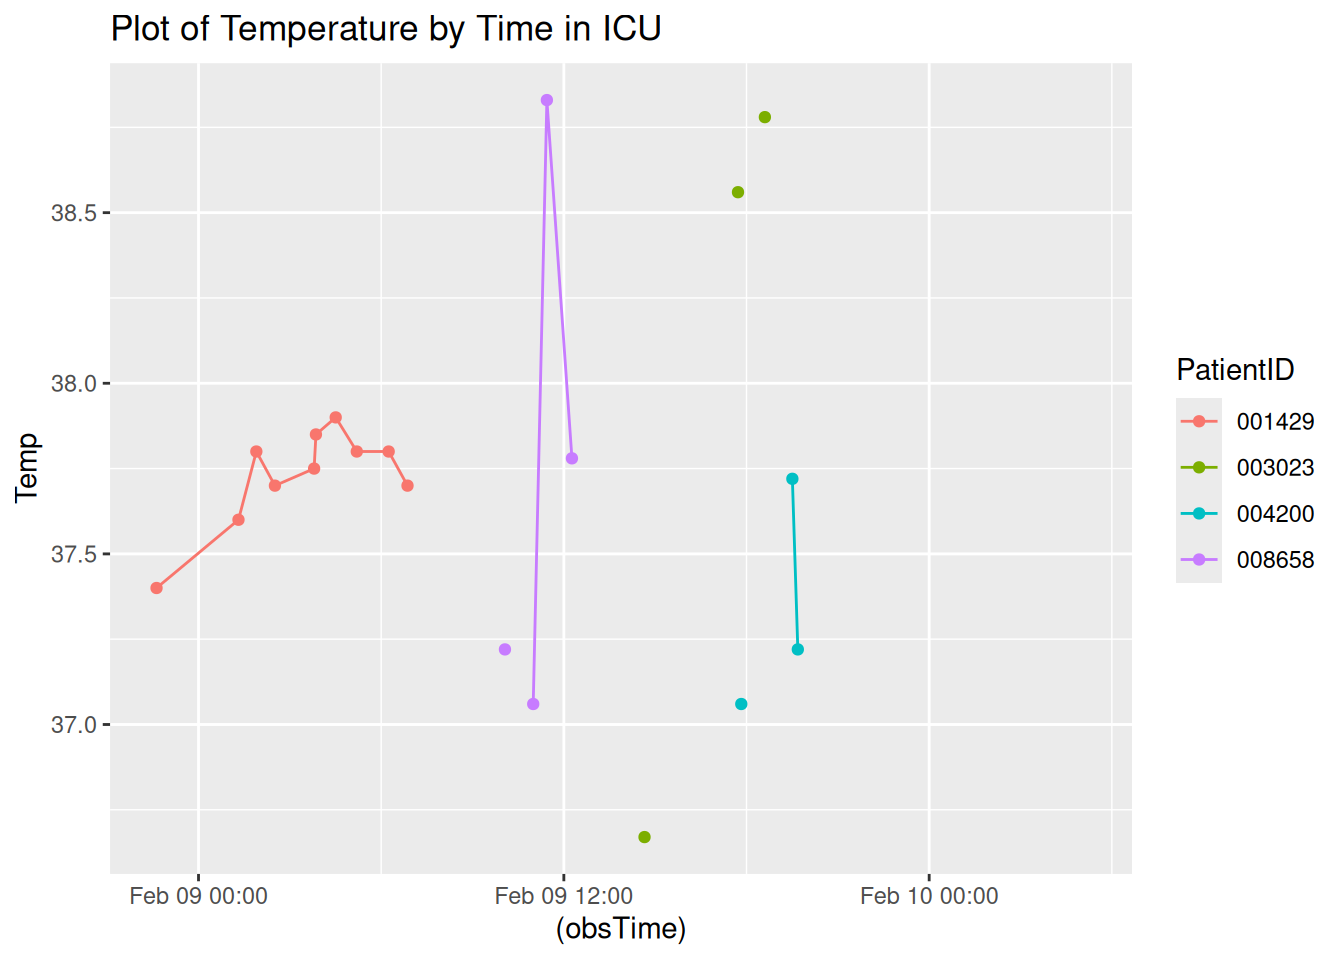 Plot of Temperature by Time in ICU
38.5
38.0
37.5
37.0
Temp
Feb 09 00:00
Feb 09 12:00
Feb 10 00:00
(obsTime)
PatientID
001429
003023
004200
008658